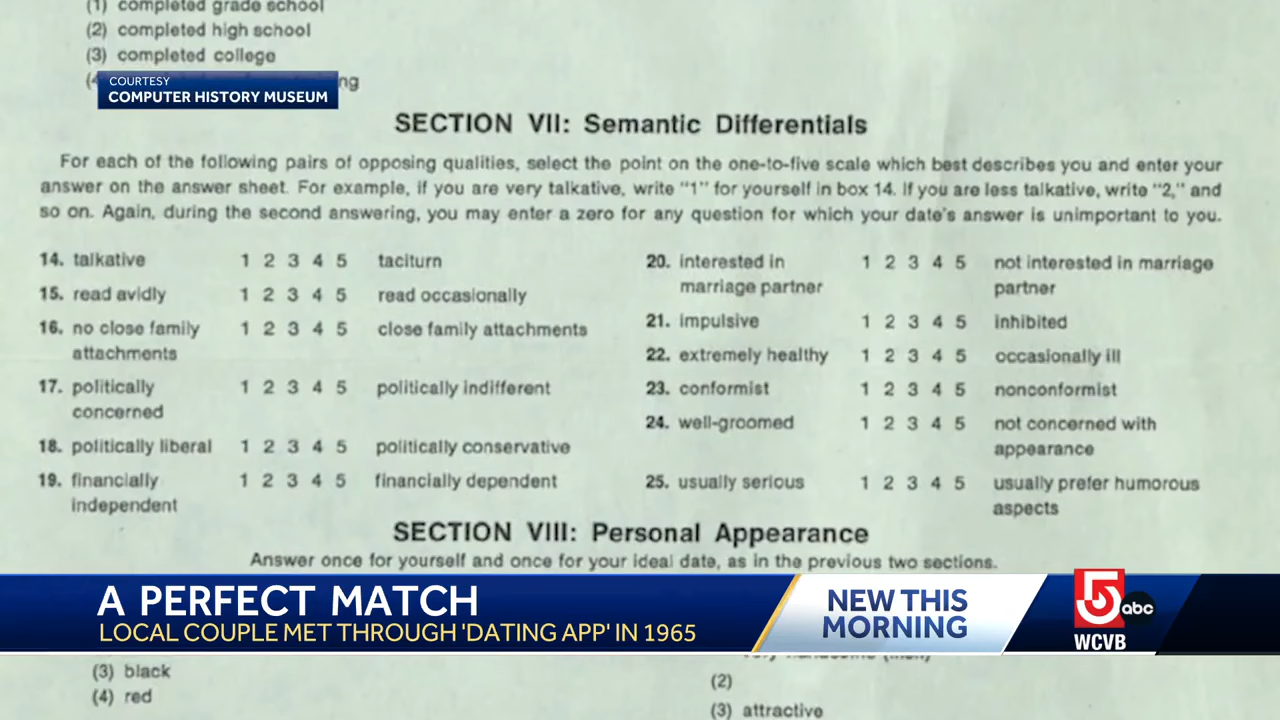 (1) completed grade school
(2) completed high school
(3) completed college
COURTESY
COMPUTER HISTORY MUSEUM
SECTION VII: Semantic Differentials
For each of the following pairs of opposing qualities, select the point on the one-to-five scale which best describes you and enter your
answer on the answer sheet. For example, if you are very talkative, write "1" for yourself in box 14. If you are less talkative, write "2," and
so on. Again, during the second answering, you may enter a zero for any question for which your date's answer is unimportant to you.
14. talkative 1 2 3 4 5 taciturn
15. read avidly 1 2 3 4 5 read occasionally
16. no close family 1 2 3 4 5 close family attachments
attachments
17. politically 1 2 3 4 5 politically indifferent
concerned
18. politically liberal 1 2 3 4 5 politically conservative
19. financially 1 2 3 4 5 financially dependent
independent
20. interested in 1 2 3 4 5 not interested in marriage
marriage partner partner
21. impulsive 1 2 3 4 5 inhibited
22. extremely healthy 1 2 3 4 5 occasionally ill
23. conformist 1 2 3 4 5 nonconformist
24. well-groomed 1 2 3 4 5 not concerned with
appearance
25. usually serious 1 2 3 4 5 usually prefer humorous
aspects
SECTION VIII: Personal Appearance
Answer once for yourself and once for your ideal date, as in the previous two sections.
A PERFECT MATCH
LOCAL COUPLE MET THROUGH 'DATING APP' IN 1965
NEW THIS
MORNING
5 abc
WCVB
(3) black
(4) red
(2)
(3) attractive